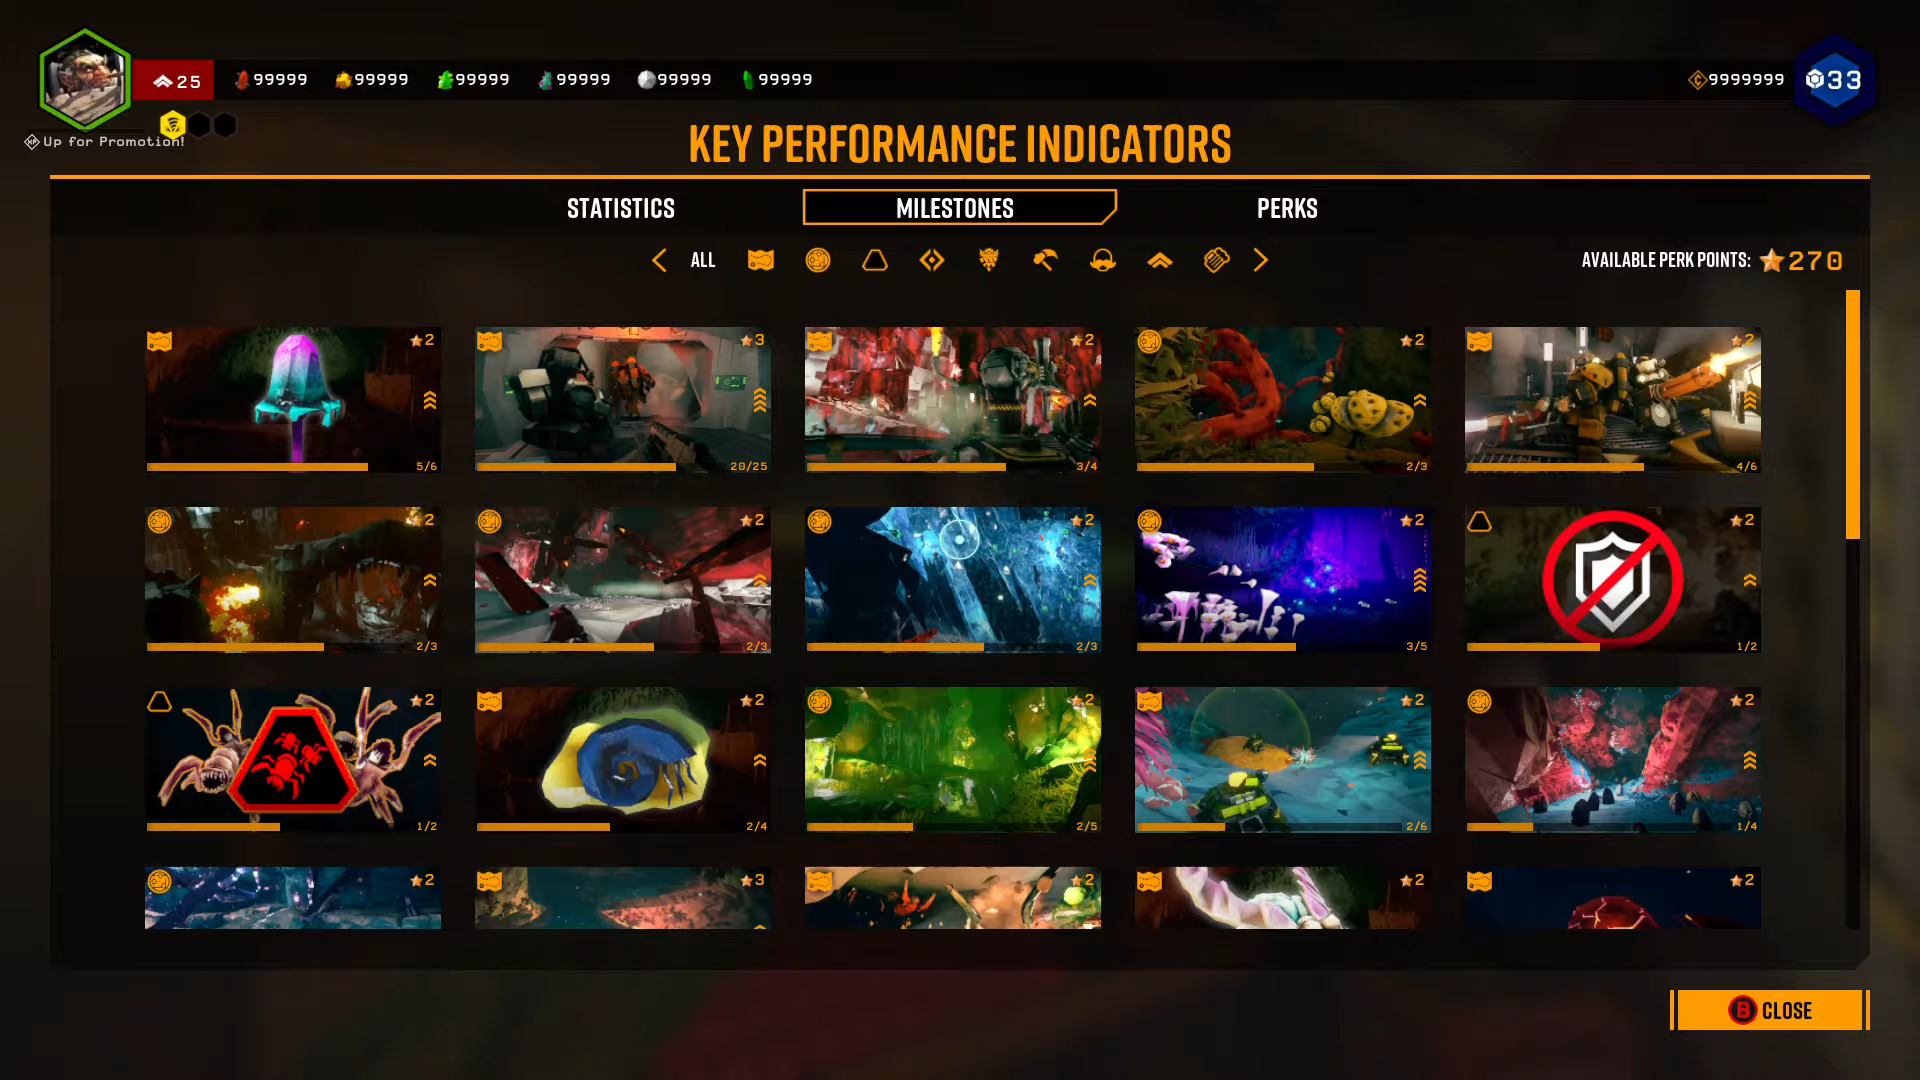 25 99999 99999 99999 99999 99999 99999 9999999 33
Up for Promotion!
KEY PERFORMANCE INDICATORS
STATISTICS MILESTONES PERKS
ALL AVAILABLE PERK POINTS: 270
2 3 2 2 2
5/6 20/25 3/4 2/3 4/6
2 2 2 2 2
2/3 2/3 2/3 3/5 1/2
2 2 2 2 2
1/2 2/4 2/5 2/6 1/4
2 3 2 2 2
B CLOSE